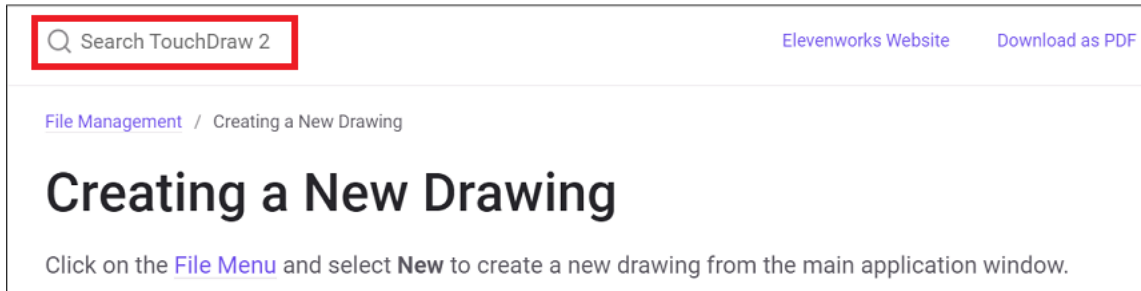 Search TouchDraw 2
Elevenworks Website
Download as PDF
File Management / Creating a New Drawing
Creating a New Drawing
Click on the File Menu and select New to create a new drawing from the main application window.